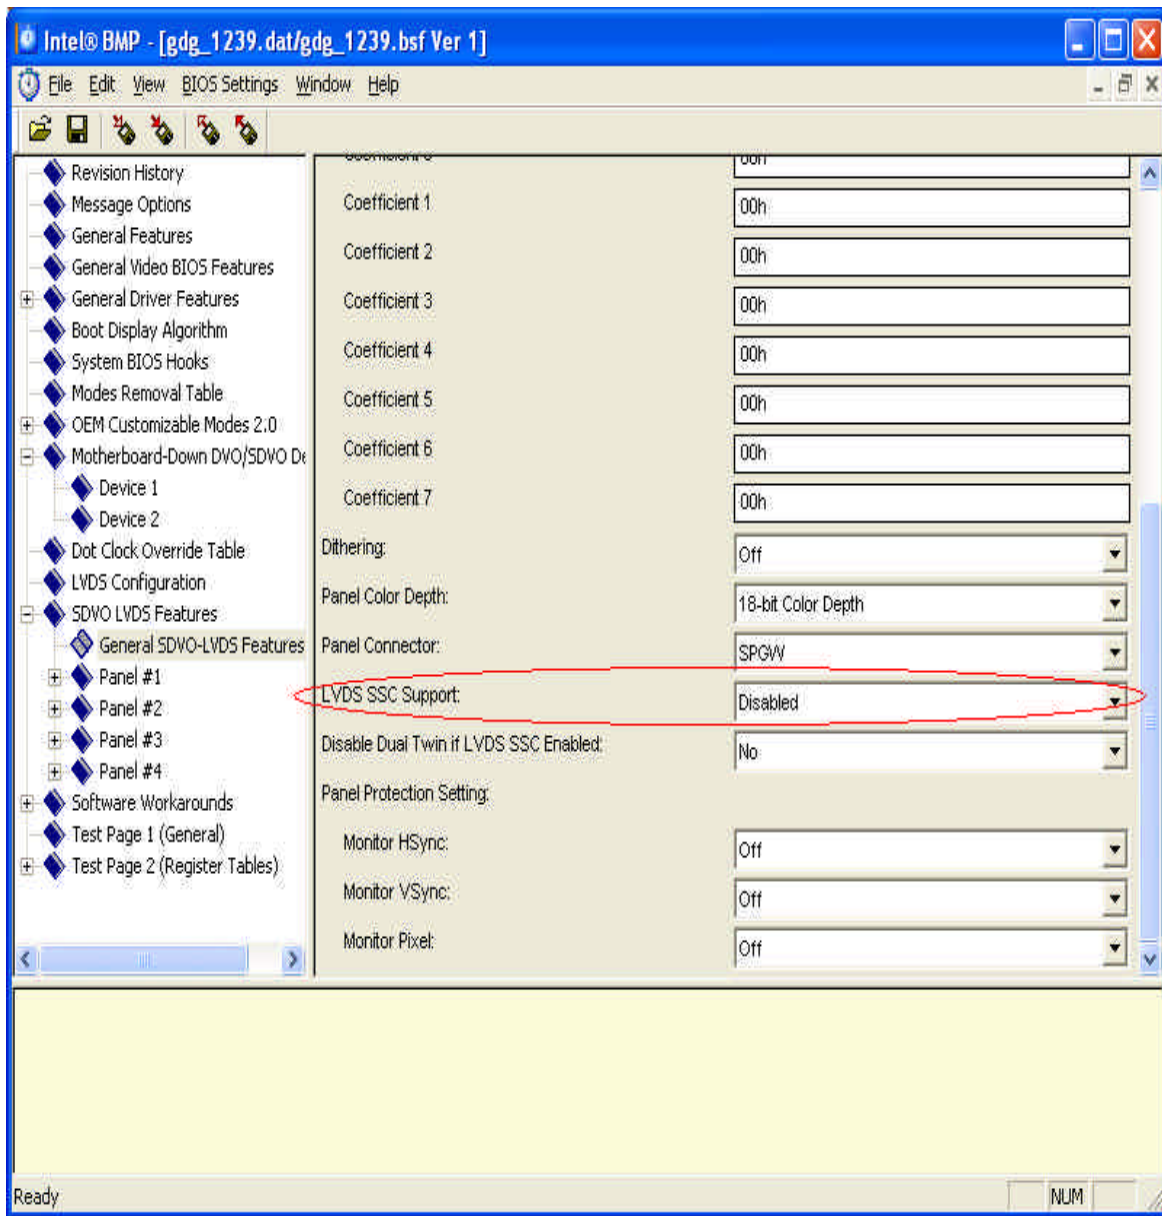 Intel® BMP - [gdg_1239.dat/gdg_1239.bsf Ver 1]
File Edit View BIOS Settings Window Help
Revision History
Message Options
General Features
General Video BIOS Features
General Driver Features
Boot Display Algorithm
System BIOS Hooks
Modes Removal Table
OEM Customizable Modes 2.0
Motherboard-Down DVO/SDVO De
Device 1
Device 2
Dot Clock Override Table
LVDS Configuration
SDVO LVDS Features
General SDVO-LVDS Features
Panel #1
Panel #2
Panel #3
Panel #4
Software Workarounds
Test Page 1 (General)
Test Page 2 (Register Tables)
Coefficient 1 00h
Coefficient 2 00h
Coefficient 3 00h
Coefficient 4 00h
Coefficient 5 00h
Coefficient 6 00h
Coefficient 7 00h
Dithering: Off
Panel Color Depth: 18-bit Color Depth
Panel Connector: SPGW
LVDS SSC Support: Disabled
Disable Dual Twin if LVDS SSC Enabled: No
Panel Protection Setting:
Monitor HSync: Off
Monitor VSync: Off
Monitor Pixel: Off
Ready NUM